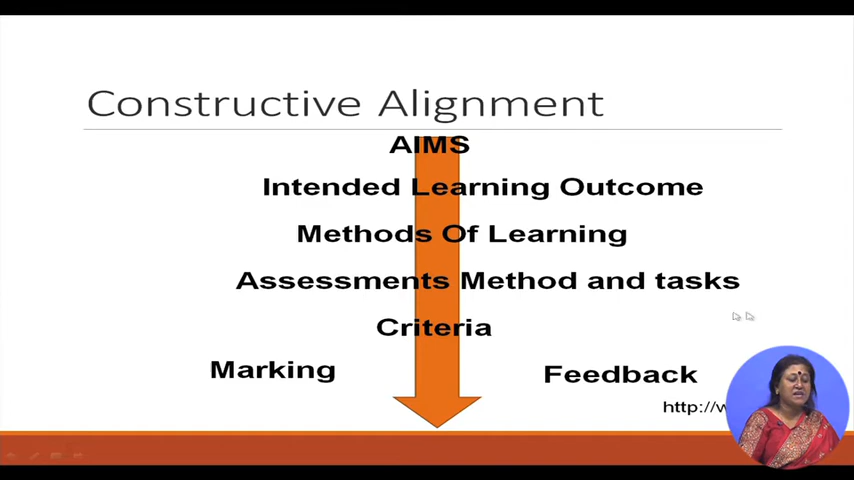 Constructive Alignment
AIMS
Intended Learning Outcome
Methods Of Learning
Assessments Method and tasks
Criteria
Marking
Feedback
http://w